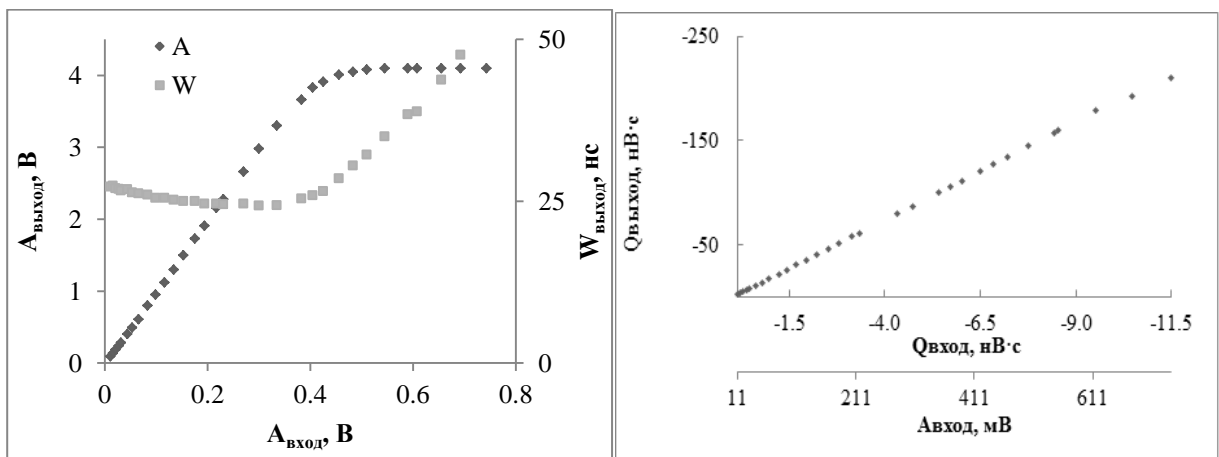 A
W
4
3
2
1
0
Aвыход, В
50
25
0
Wвыход, нс
0 0.2 0.4 0.6 0.8
Aвход, В
-250
-150
-50
Qвыход, нВ·с
-1.5 -4.0 -6.5 -9.0 -11.5
Qвход, нВ·с
11 211 411 611
Aвход, мВ